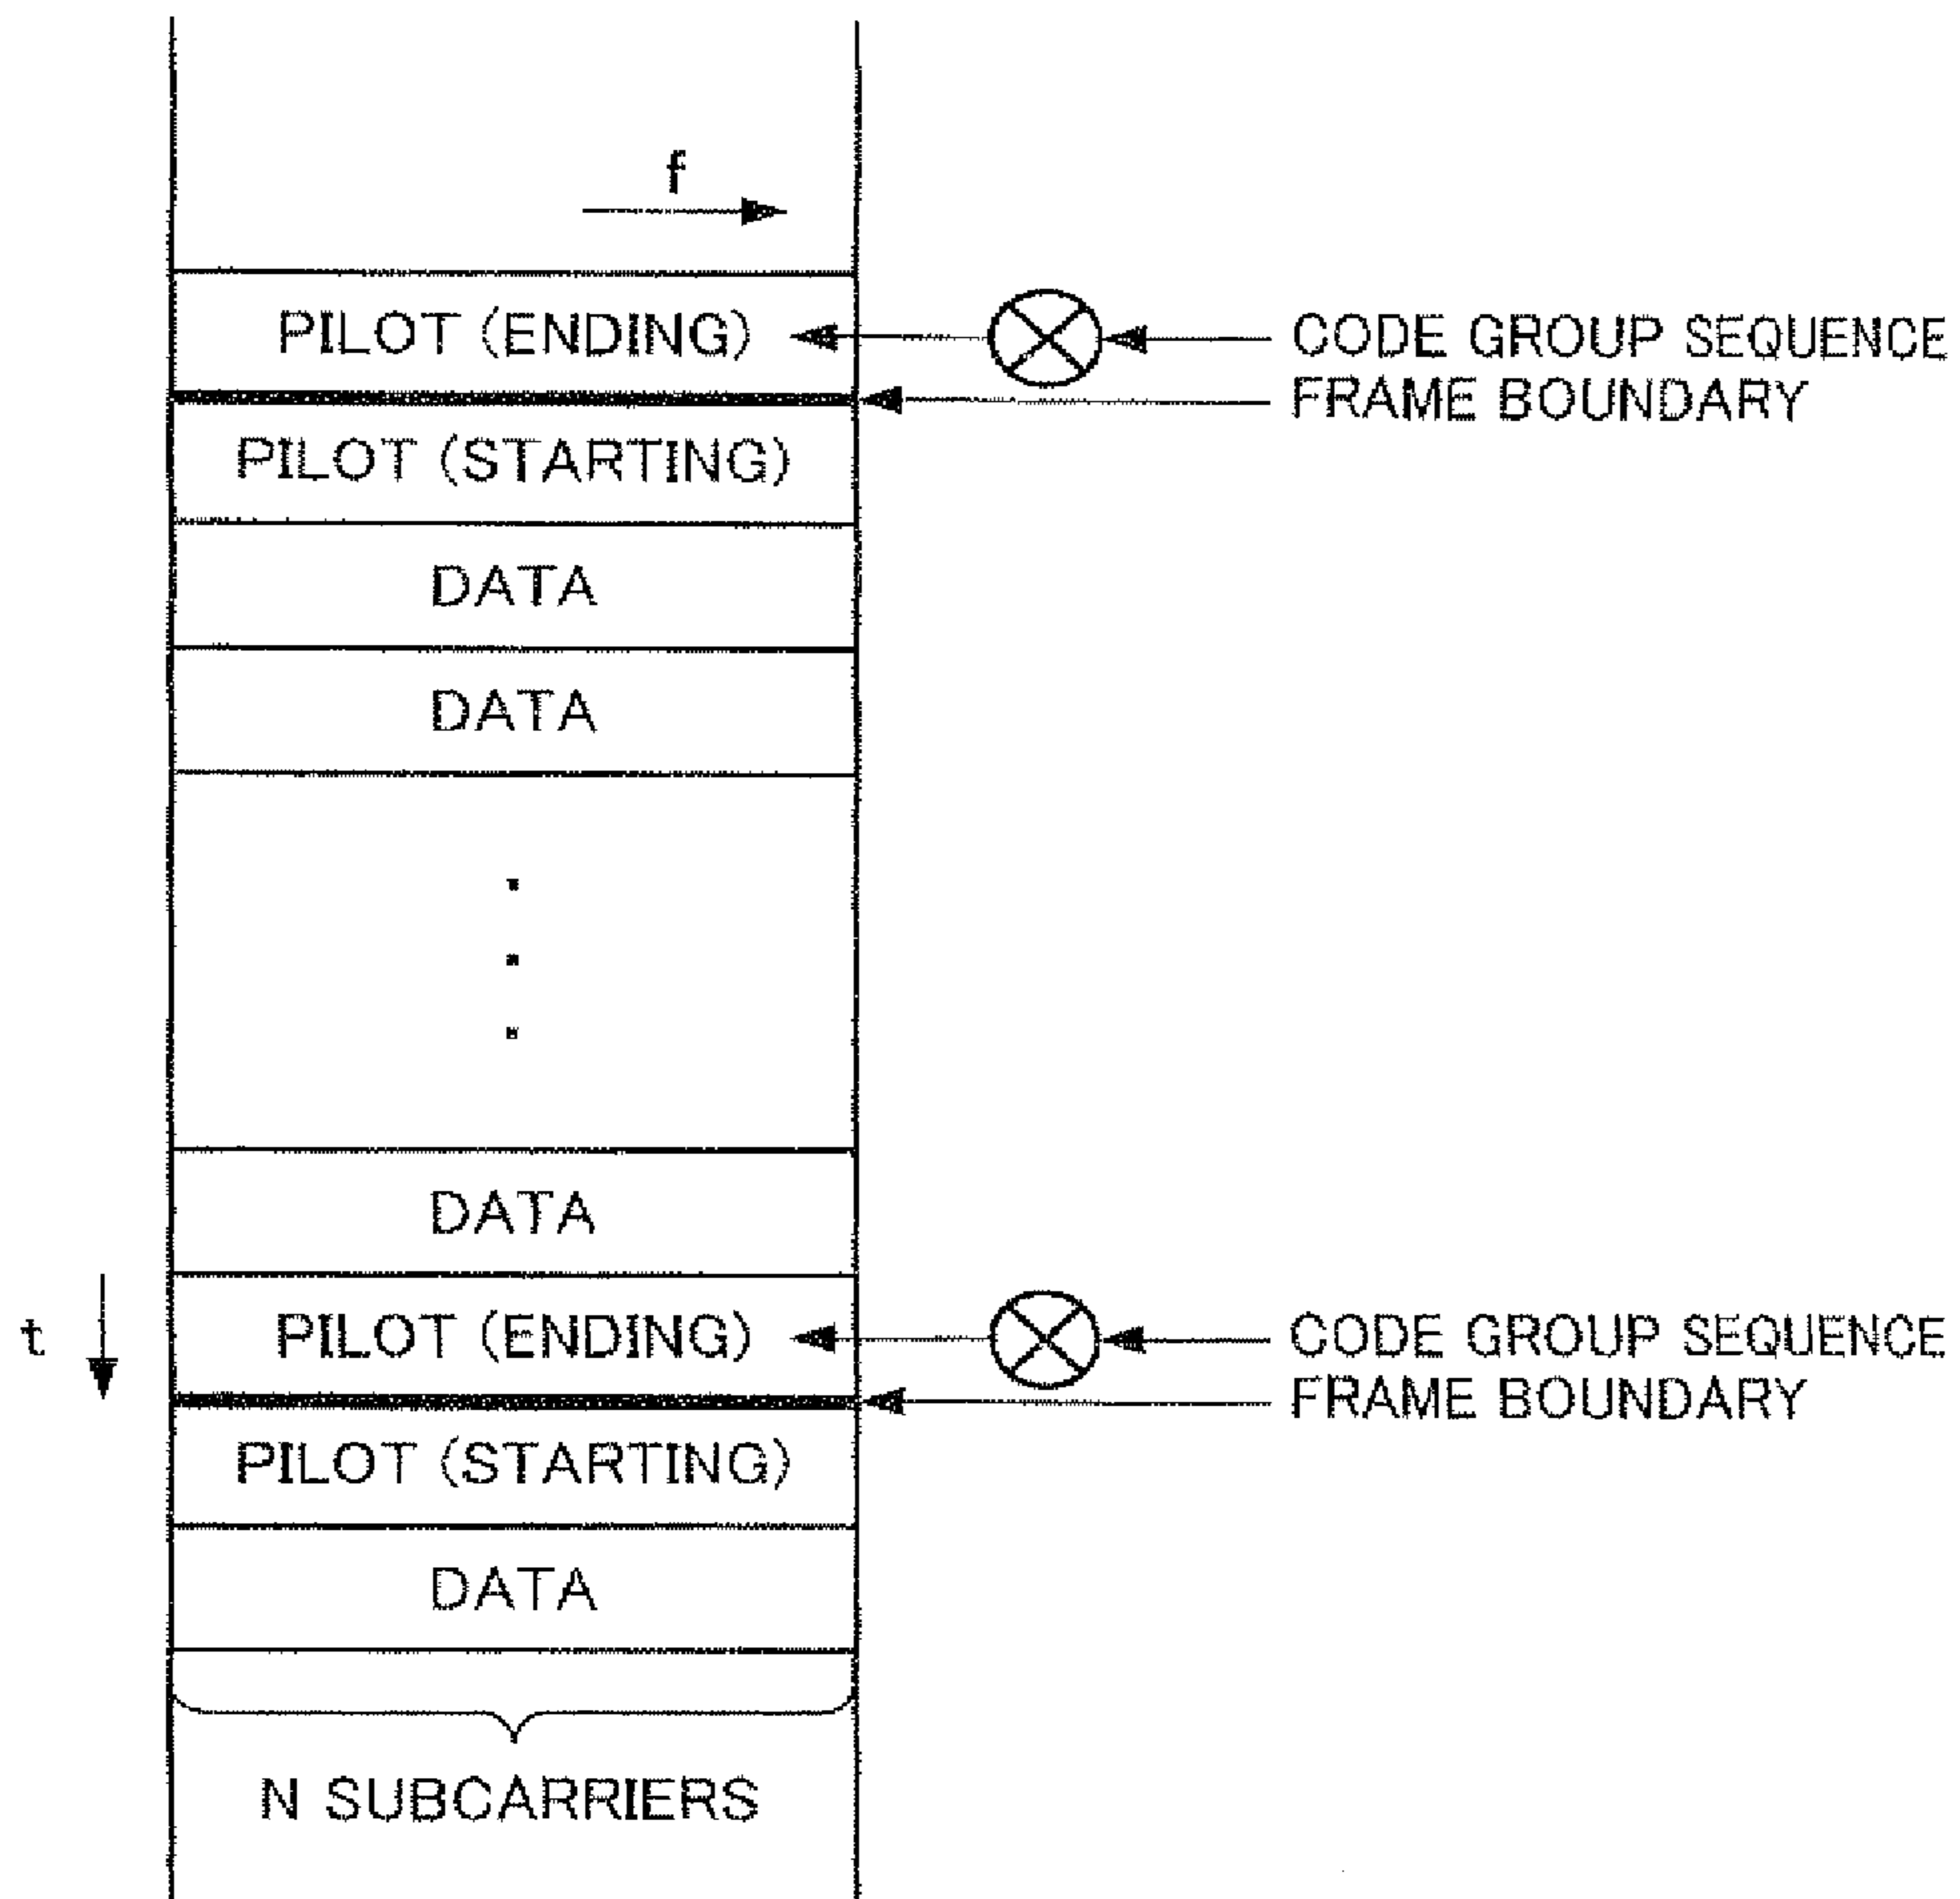 f
PILOT (ENDING)
CODE GROUP SEQUENCE
FRAME BOUNDARY
PILOT (STARTING)
DATA
DATA
DATA
t
PILOT (ENDING)
CODE GROUP SEQUENCE
FRAME BOUNDARY
PILOT (STARTING)
DATA
N SUBCARRIERS